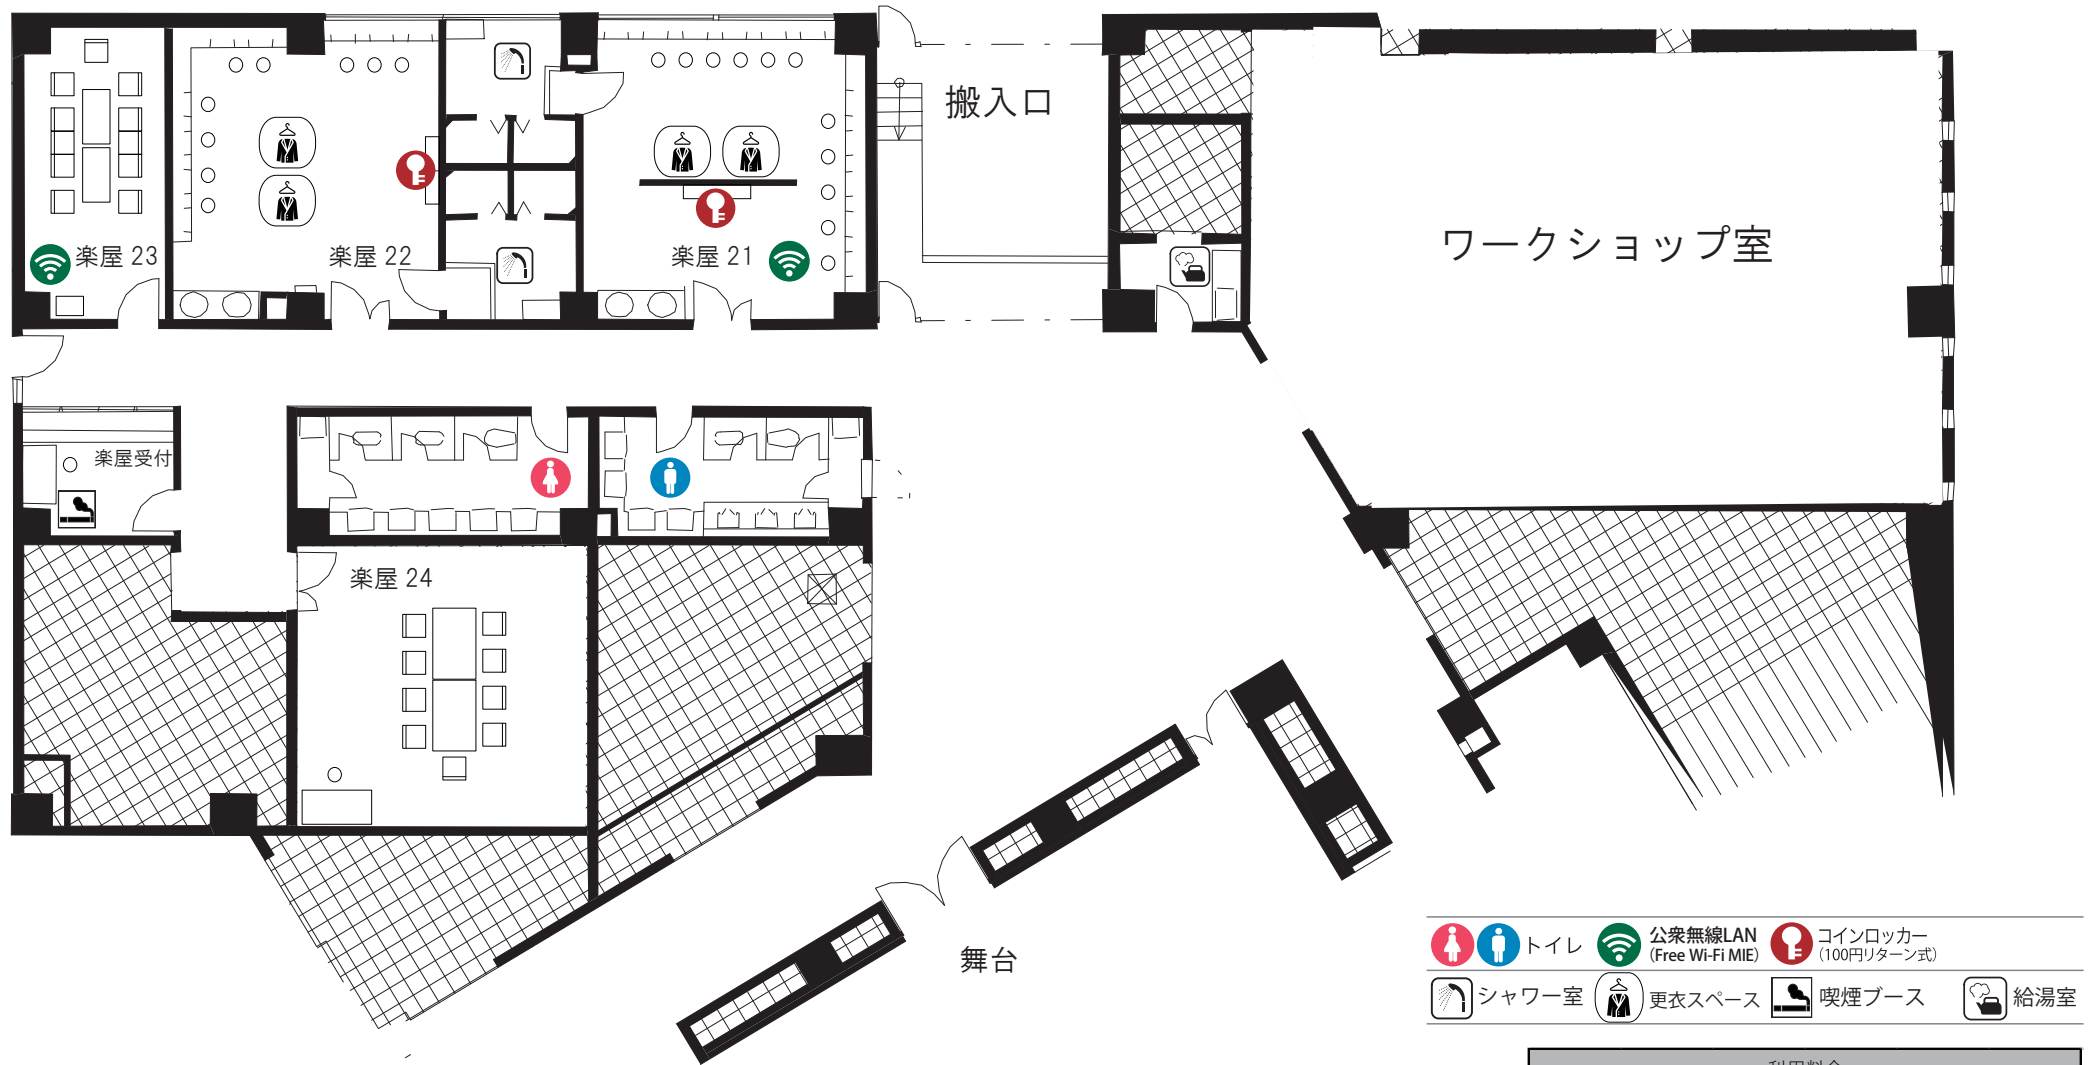 搬入口
ワークショップ室
楽屋 23
楽屋 22
楽屋 21
楽屋受付
楽屋 24
舞台
トイレ
公衆無線LAN
(Free Wi-Fi MIE)
コインロッカー
(100円リターン式)
シャワー室
更衣スペース
喫煙ブース
給湯室